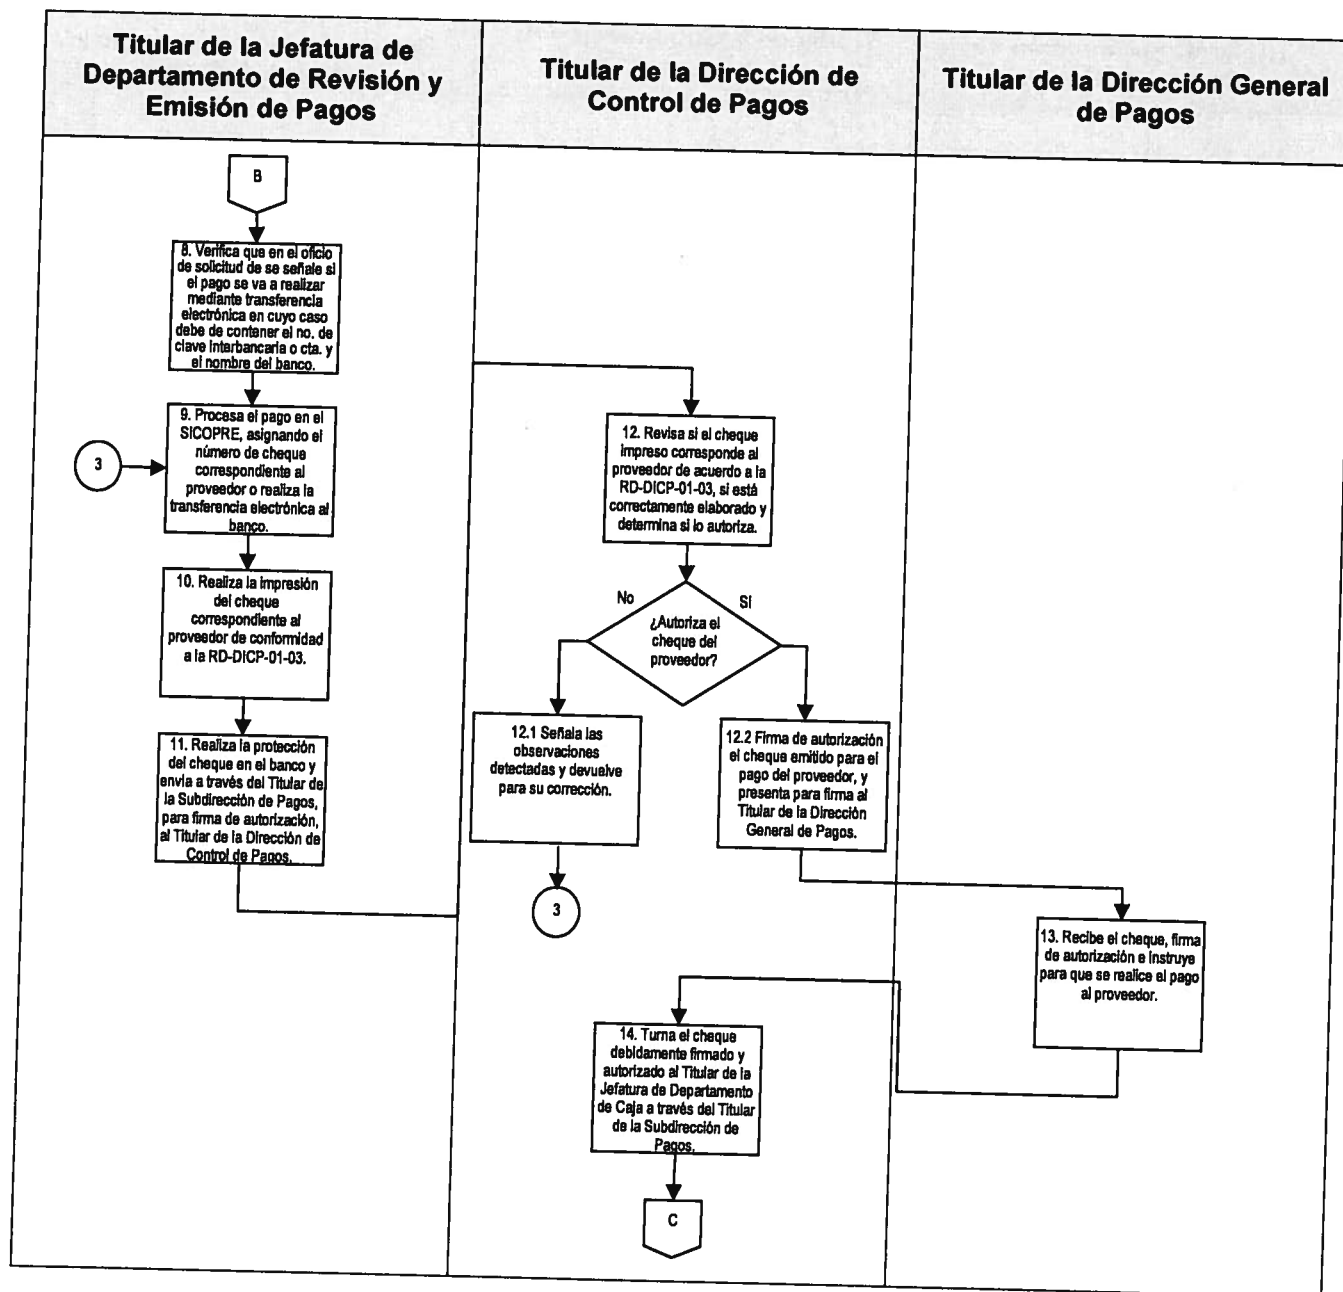 Titular de la Jefatura de
Departamento de Revisión y
Emisión de Pagos
Titular de la Dirección de
Control de Pagos
Titular de la Dirección General
de Pagos
B
8. Verifica que en el oficio
de solicitud de se señale si
el pago se va a realizar
mediante transferencia
electrónica en cuyo caso
debe de contener el no. de
clave interbancaria o cta. y
el nombre del banco.
9. Procesa el pago en el
SICOPRE, asignando el
número de cheque
correspondiente al
proveedor o realiza la
transferencia electrónica al
banco.
3
10. Realiza la impresión
del cheque
correspondiente al
proveedor de conformidad
a la RD-DICP-01-03.
11. Realiza la protección
del cheque en el banco y
envía a través del Titular de
la Subdirección de Pagos,
para firma de autorización,
al Titular de la Dirección de
Control de Pagos.
12. Revisa si el cheque
impreso corresponde al
proveedor de acuerdo a la
RD-DICP-01-03, si está
correctamente elaborado y
determina si lo autoriza.
No
Sí
¿Autoriza el
cheque del
proveedor?
12.1 Señala las
observaciones
detectadas y devuelve
para su corrección.
3
12.2 Firma de autorización
el cheque emitido para el
pago del proveedor, y
presenta para firma al
Titular de la Dirección
General de Pagos.
13. Recibe el cheque, firma
de autorización e instruye
para que se realice el pago
al proveedor.
14. Turna el cheque
debidamente firmado y
autorizado al Titular de la
Jefatura de Departamento
de Caja a través del Titular
de la Subdirección de
Pagos.
C